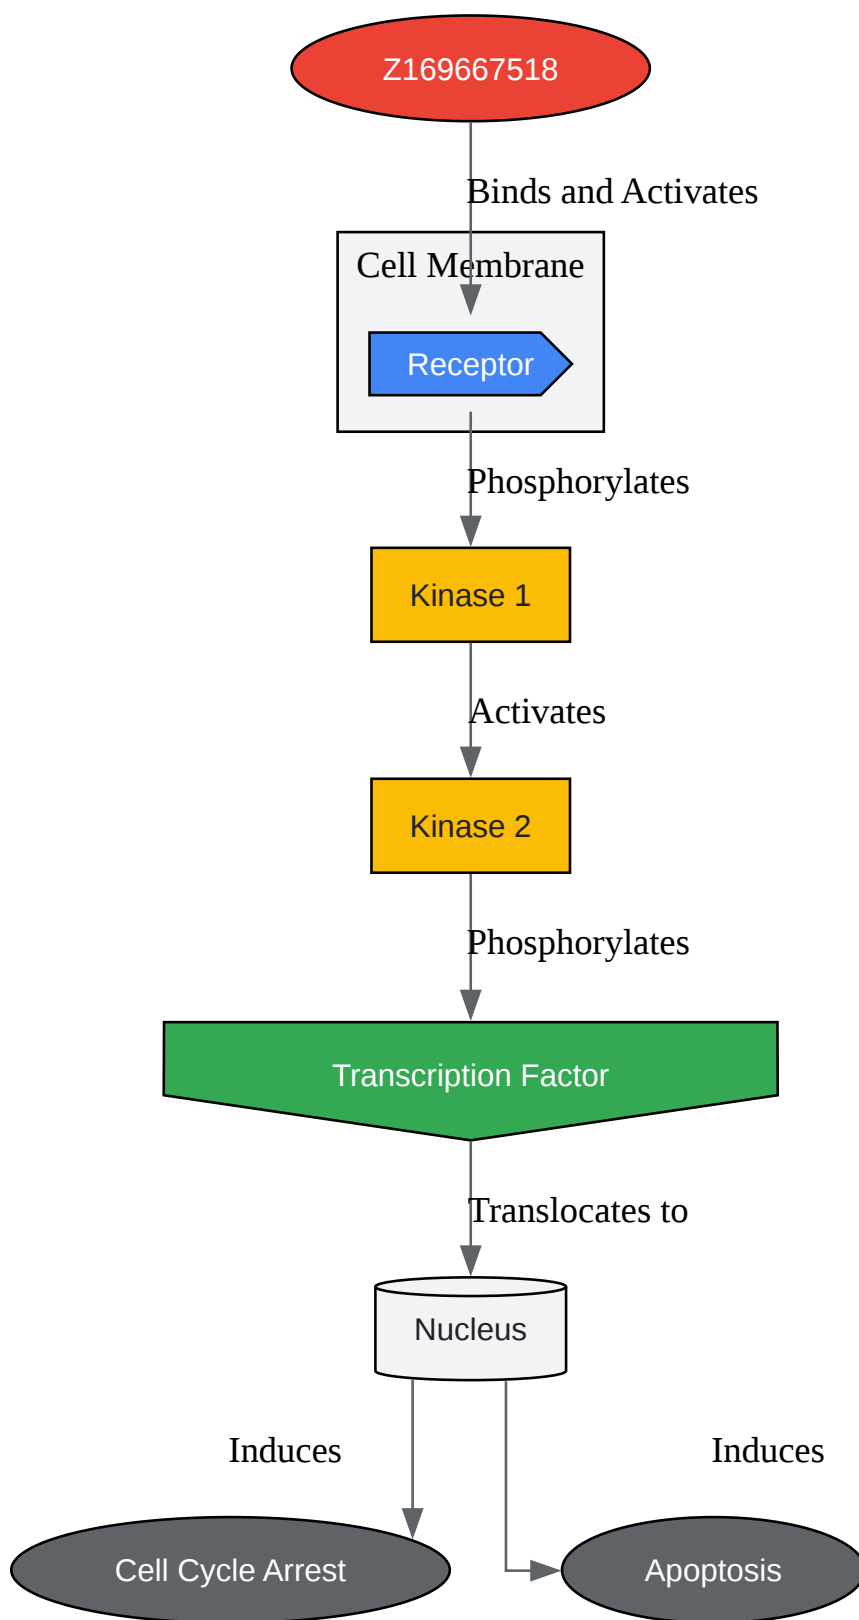 Z169667518
Binds and Activates
Cell Membrane
Receptor
Phosphorylates
Kinase 1
Activates
Kinase 2
Phosphorylates
Transcription Factor
Translocates to
Nucleus
Induces
Induces
Cell Cycle Arrest
Apoptosis